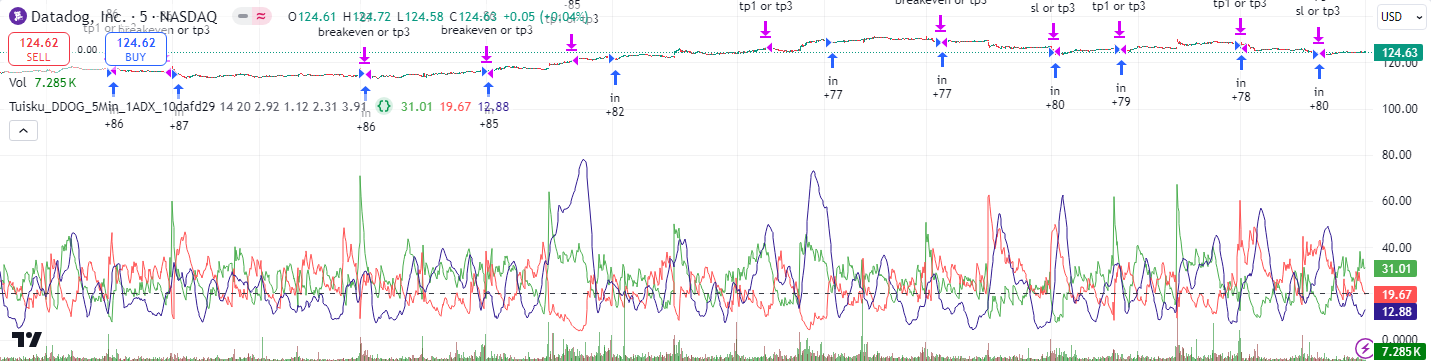 Datadog, Inc. · 5 · NASDAQ
O124.61 H124.72 L124.58 C124.63 +0.05 (+0.04%)
USD
124.62
SELL
0.00
124.62
BUY
Vol 7.285K
Tuisku_DDOG_5Min_1ADX_10dafd29 14 20 2.92 1.12 2.31 3.91 {} 31.01 19.67 12.88
breakeven or tp3
breakeven or tp3
breakeven or tp3
-85
tp1 or tp3
sl or tp3
tp1 or tp3
breakeven or tp3
tp1 or tp3
sl or tp3
+86
in
+87
in
+86
in
+85
in
+82
in
+77
in
+77
in
+80
in
+79
in
+78
in
+80
124.63
120.00
100.00
80.00
60.00
40.00
31.01
19.67
12.88
0.0000
7.285K